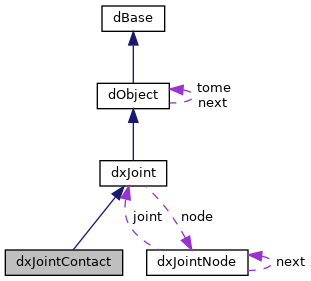 dBase
dObject
tome
next
dxJoint
joint
node
dxJointContact
dxJointNode
next